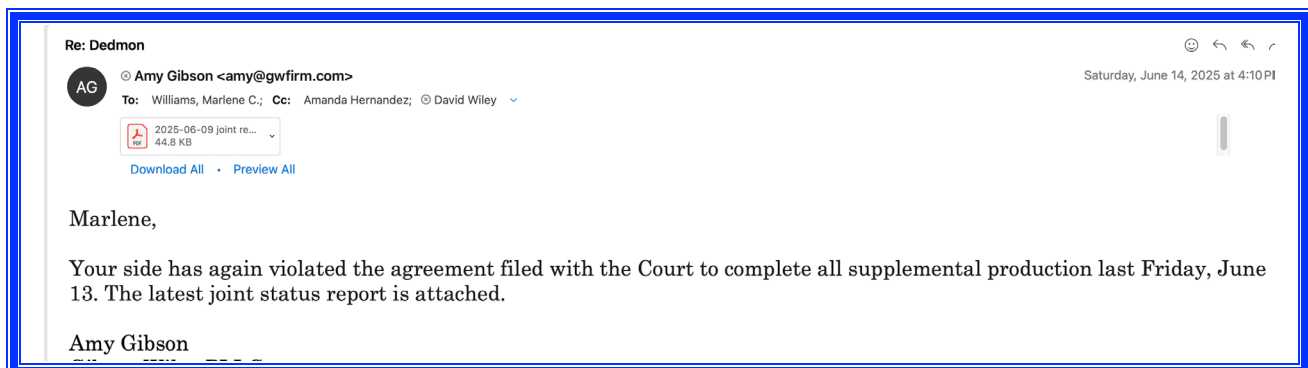 Re: Dedmon
AG
Amy Gibson <amy@gwfirm.com>
Saturday, June 14, 2025 at 4:10 P
To: Williams, Marlene C.; Cc: Amanda Hernandez; David Wiley
2025-06-09 joint re...
PDF
44.8 KB
Download All • Preview All
Marlene,
Your side has again violated the agreement filed with the Court to complete all supplemental production last Friday, June
13. The latest joint status report is attached.
Amy Gibson